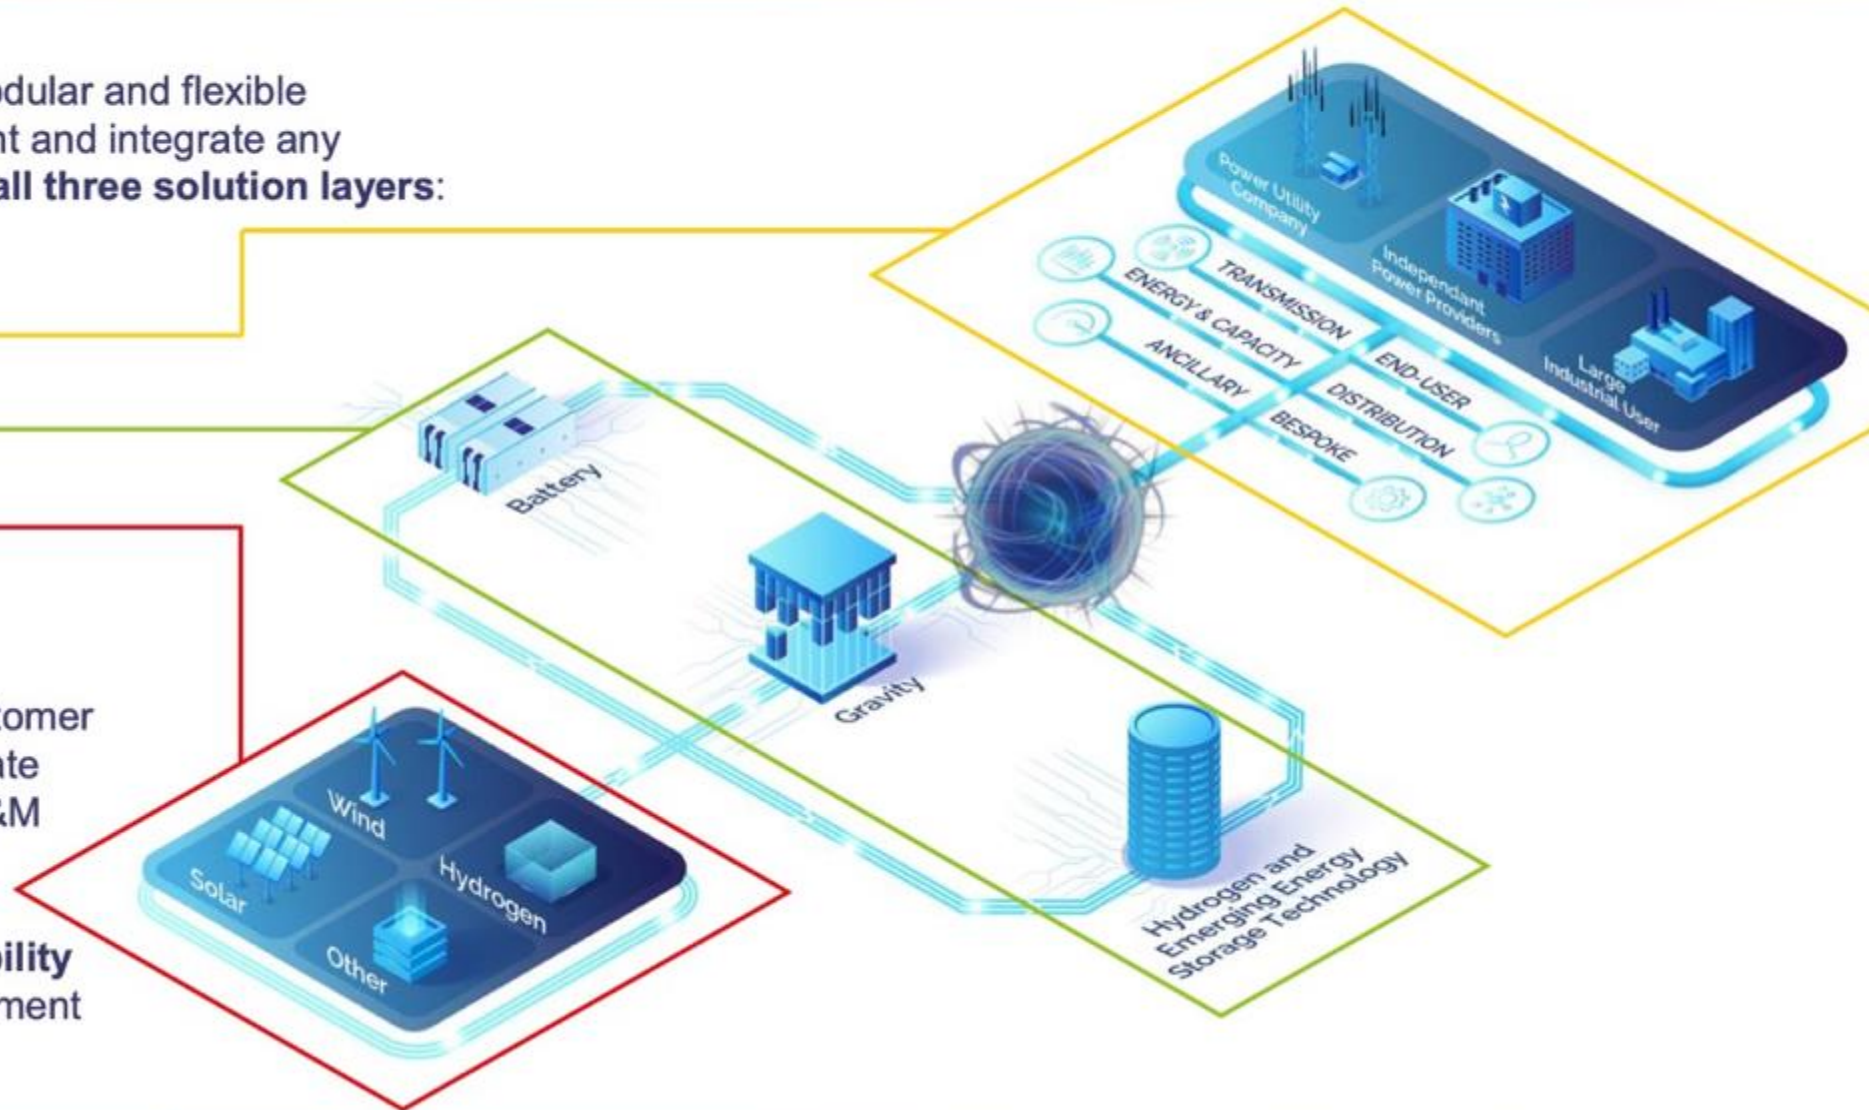 odular and flexible
nt and integrate any
all three solution layers:
Power Utility
Company
Independant
Power Providers
Large
Industrial User
TRANSMISSION
ENERGY & CAPACITY
ANCILLARY
END-USER
DISTRIBUTION
BESPOKE
Battery
Gravity
Hydrogen and
Emerging Energy
Storage Technology
tomer
ate
&M
Wind
Solar
Hydrogen
Other
bility
ment